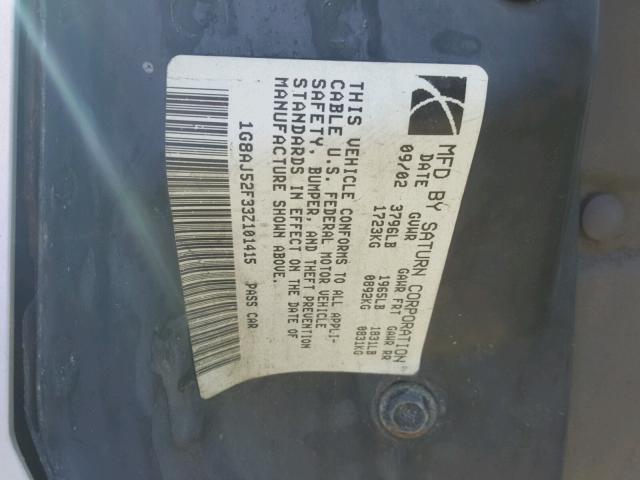 MFD BY SATURN CORPORATION
DATE GVWR GAWR FRT GAWR RR
09/02 3796LB 1965LB 1831LB
1723KG 0892KG 0831KG
THIS VEHICLE CONFORMS TO ALL APPLI-
CABLE U.S. FEDERAL MOTOR VEHICLE
SAFETY, BUMPER, AND THEFT PREVENTION
STANDARDS IN EFFECT ON THE DATE OF
MANUFACTURE SHOWN ABOVE.
1G8AJ52F33Z101415 PASS CAR